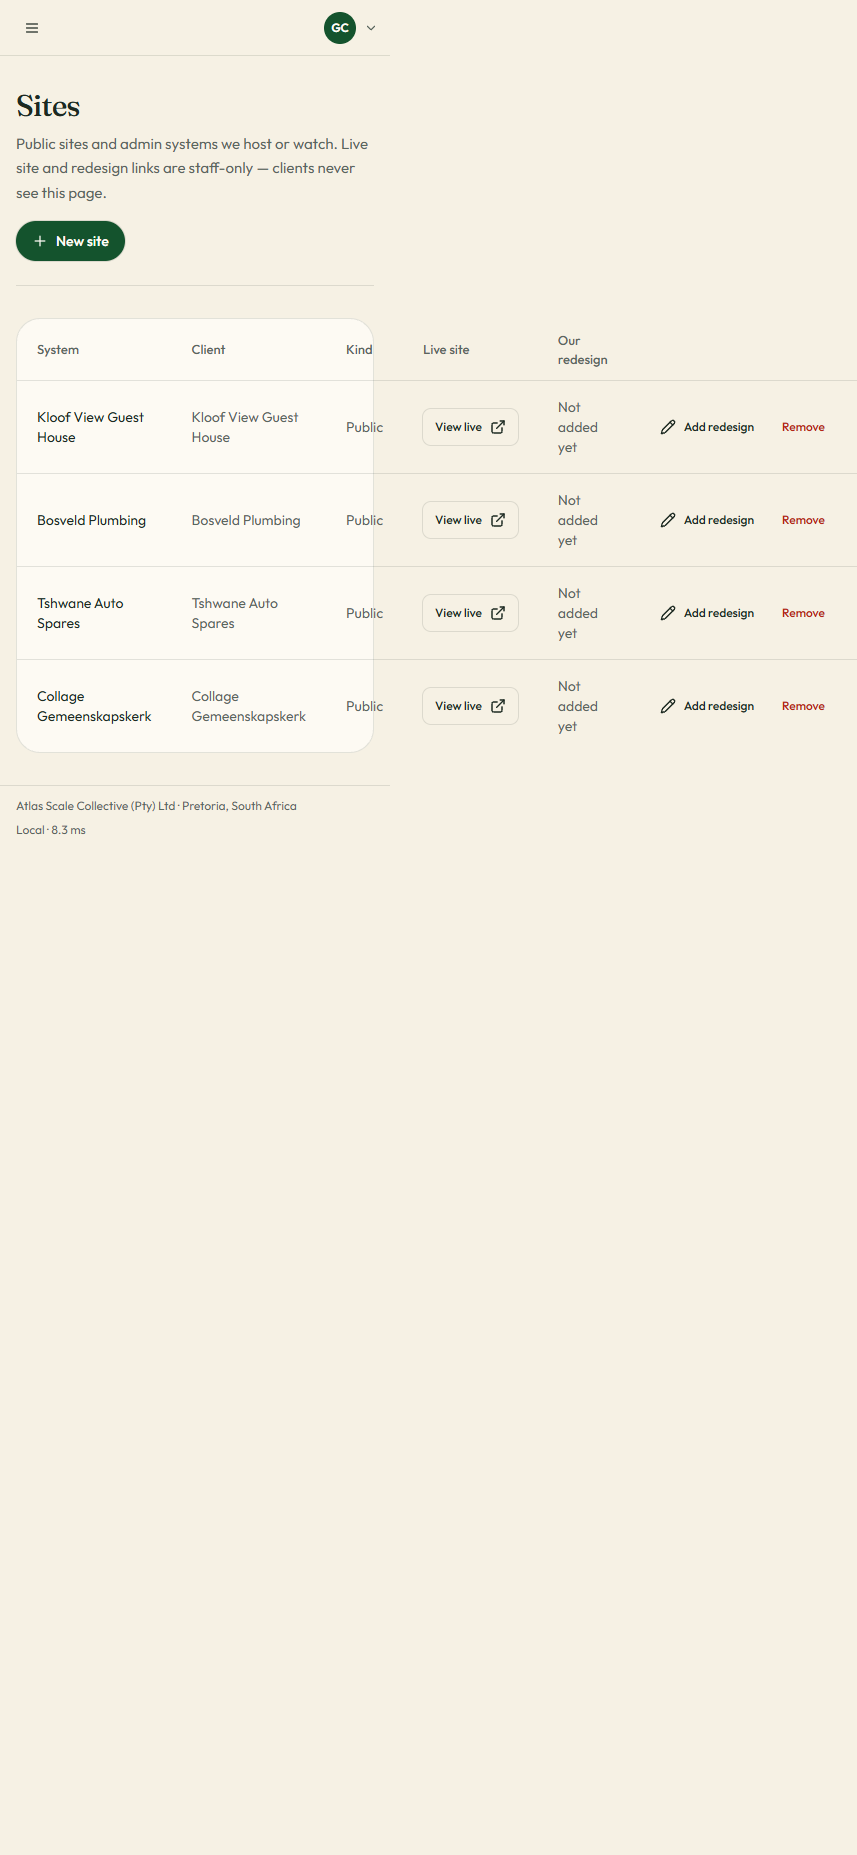 GC
Sites
Public sites and admin systems we host or watch. Live
site and redesign links are staff-only — clients never
see this page.
New site
System Client Kind Live site Our
redesign
Kloof View Guest
House
Kloof View Guest
House
Public
View live
Not
added
yet
Add redesign
Remove
Bosveld Plumbing
Bosveld Plumbing
Public
View live
Not
added
yet
Add redesign
Remove
Tshwane Auto
Spares
Tshwane Auto
Spares
Public
View live
Not
added
yet
Add redesign
Remove
Collage
Gemeenskapskerk
Collage
Gemeenskapskerk
Public
View live
Not
added
yet
Add redesign
Remove
Atlas Scale Collective (Pty) Ltd · Pretoria, South Africa
Local · 8.3 ms